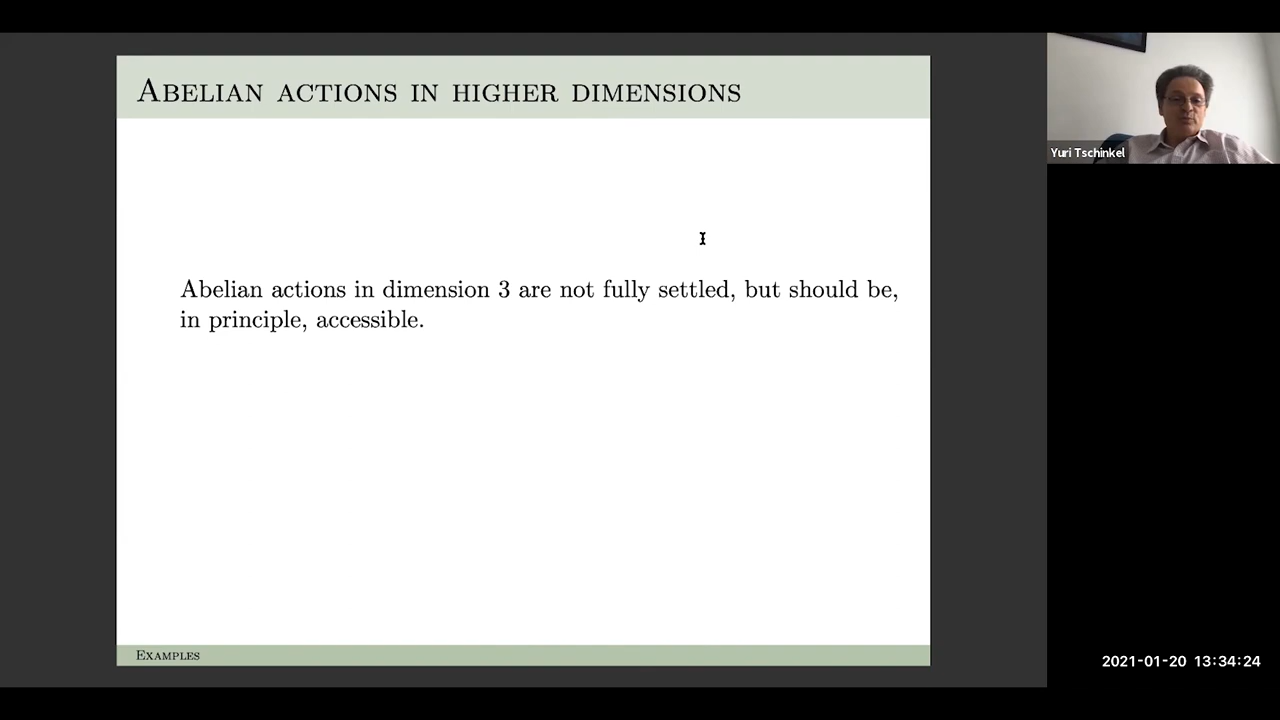 ABELIAN ACTIONS IN HIGHER DIMENSIONS
Yuri Tschinkel
Abelian actions in dimension 3 are not fully settled, but should be,
in principle, accessible.
EXAMPLES
2021-01-20 13:34:24